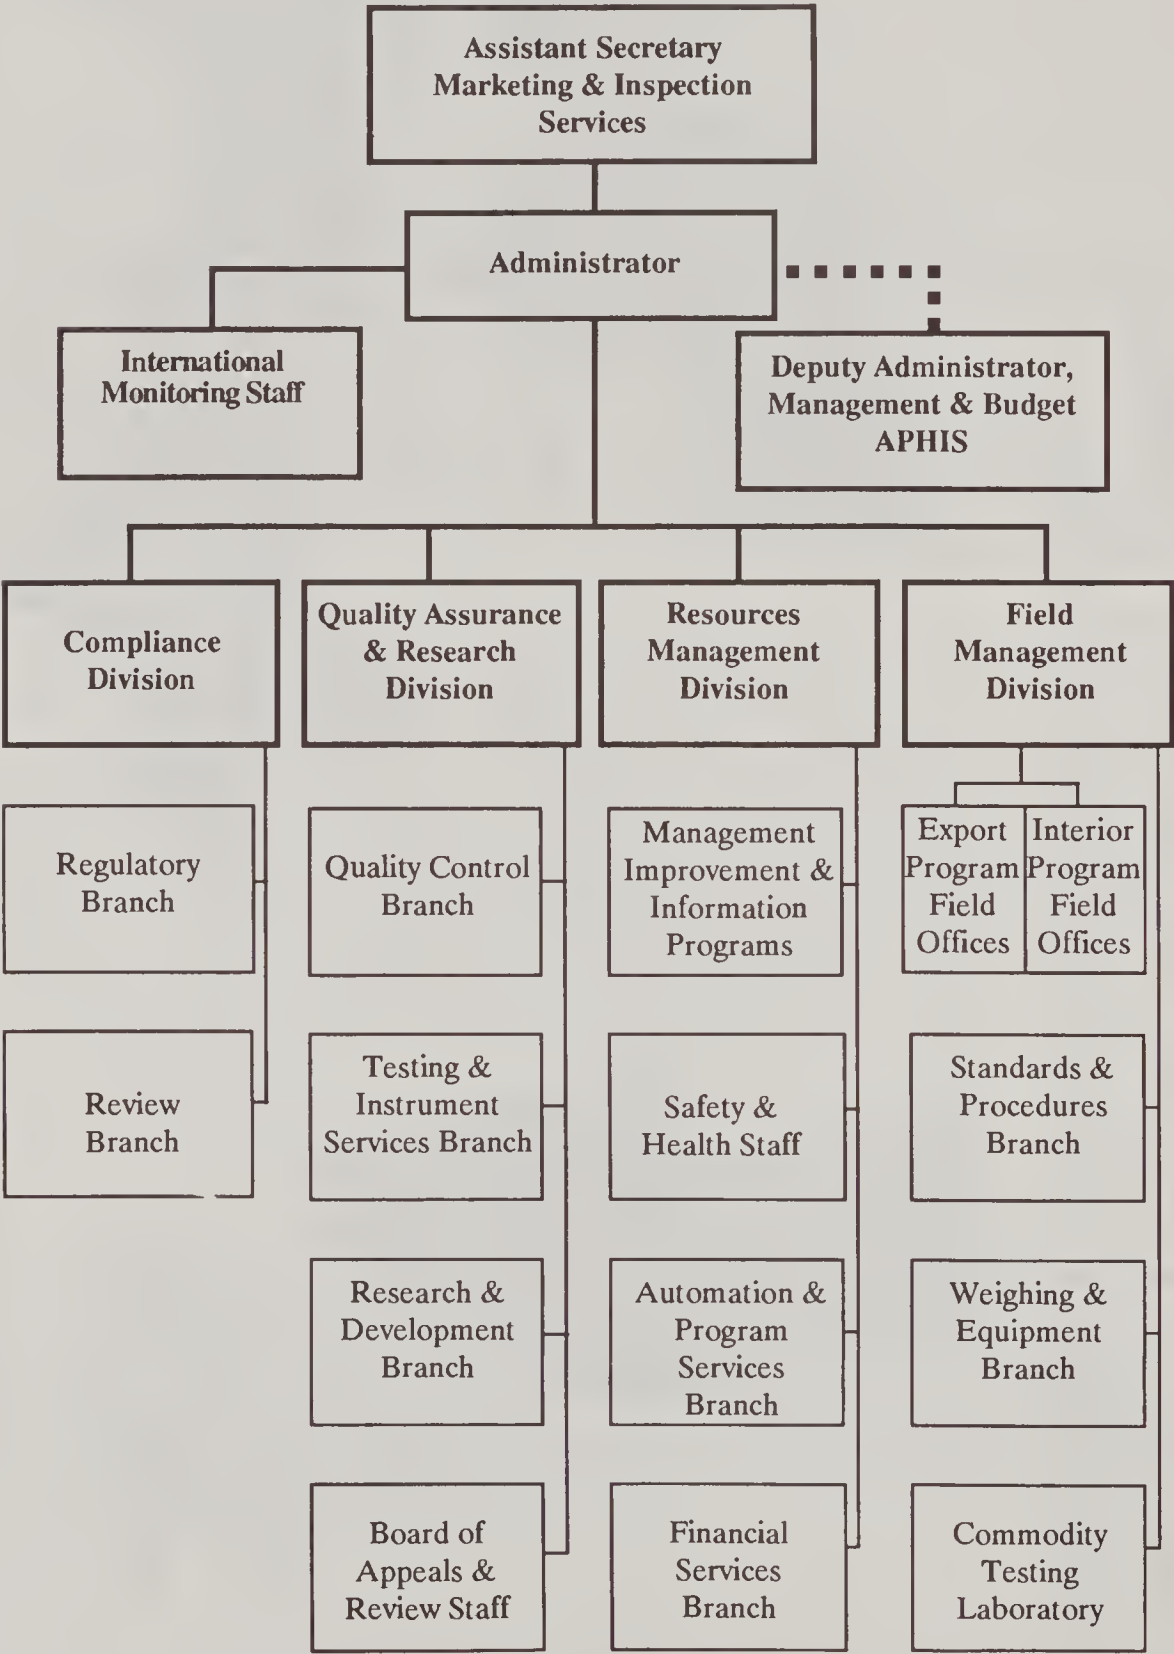 Assistant Secretary
Marketing & Inspection
Services
Administrator
International
Monitoring Staff
Deputy Administrator,
Management & Budget
APHIS
Compliance
Division
Quality Assurance
& Research
Division
Resources
Management
Division
Field
Management
Division
Regulatory
Branch
Review
Branch
Quality Control
Branch
Testing &
Instrument
Services Branch
Research &
Development
Branch
Board of
Appeals &
Review Staff
Management
Improvement &
Information
Programs
Safety &
Health Staff
Automation &
Program
Services
Branch
Financial
Services
Branch
Export
Program
Field
Offices
Interior
Program
Field
Offices
Standards &
Procedures
Branch
Weighing &
Equipment
Branch
Commodity
Testing
Laboratory